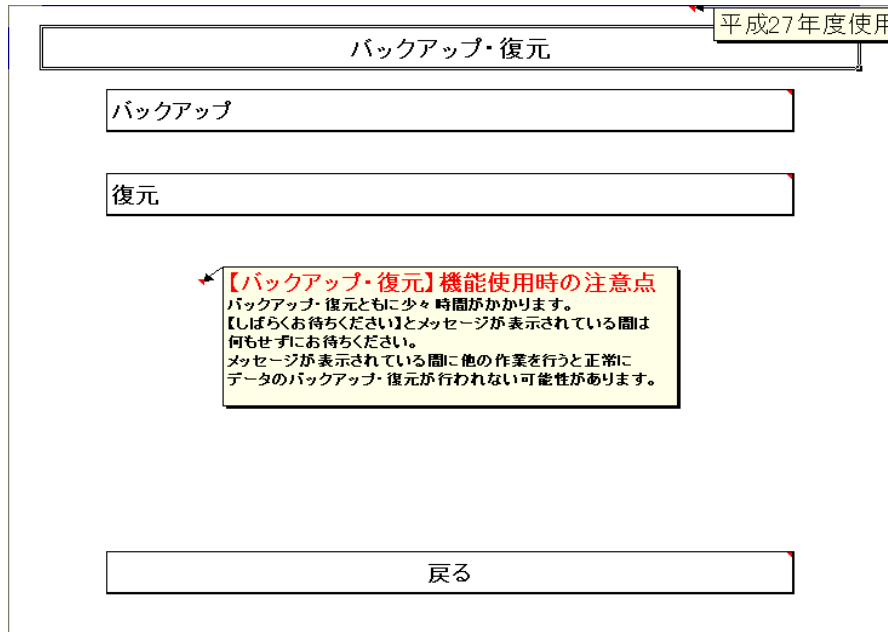 平成27年度使用
バックアップ・復元
バックアップ
復元
【バックアップ・復元】機能使用時の注意点
バックアップ・復元ともに少々時間がかかります。
【しばらくお待ちください】とメッセージが表示されている間は
何もせずにお待ちください。
メッセージが表示されている間に他の作業を行うと正常に
データのバックアップ・復元が行われない可能性があります。
戻る